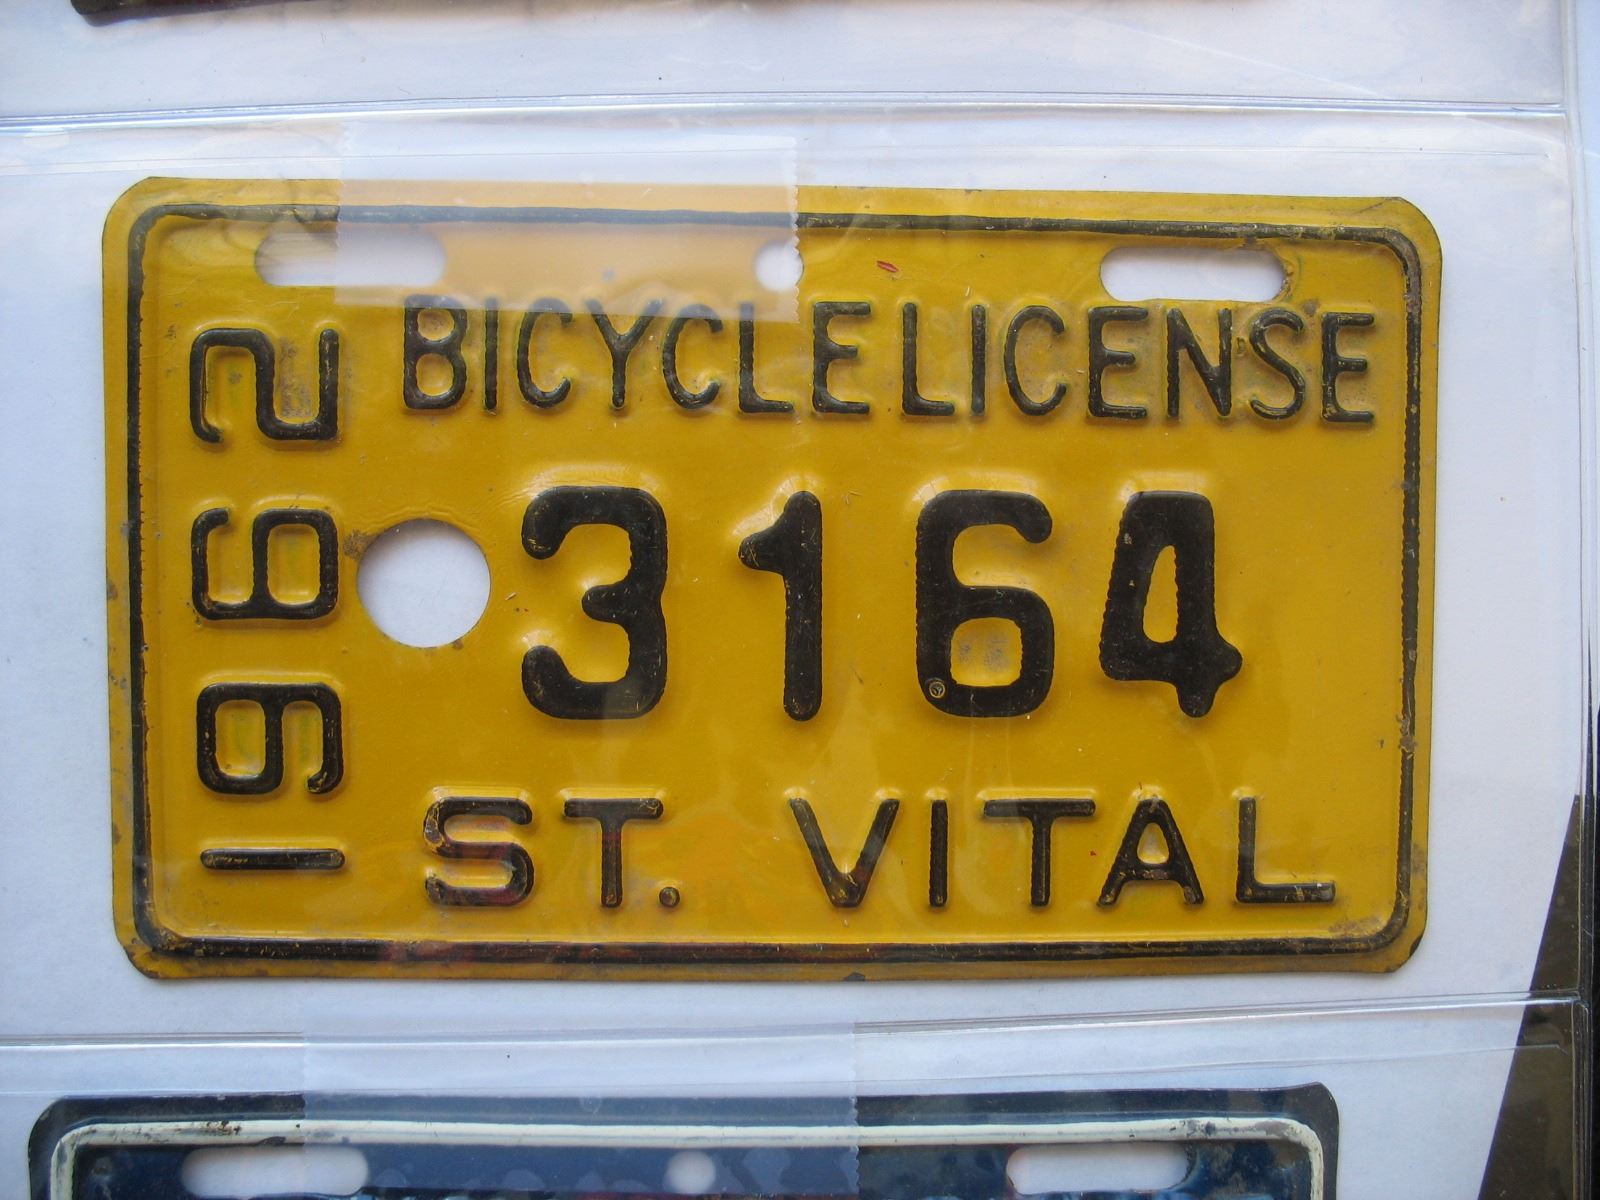 1962
BICYCLE LICENSE
3164
ST. VITAL